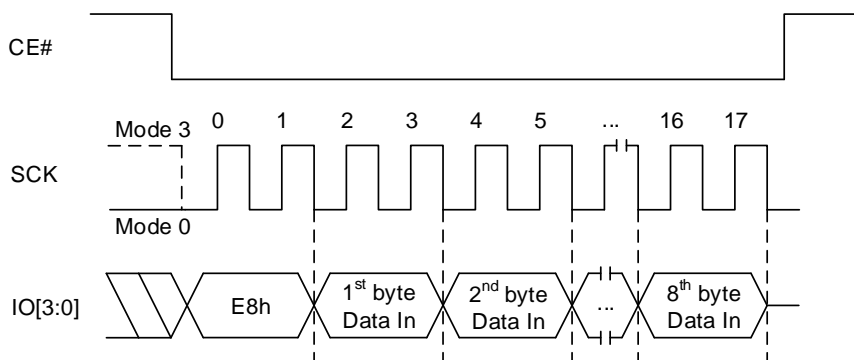 CE#
Mode 3 0 1 2 3 4 5 ... 16 17
SCK
Mode 0
IO[3:0] E8h 1st byte Data In 2nd byte Data In ... 8th byte Data In